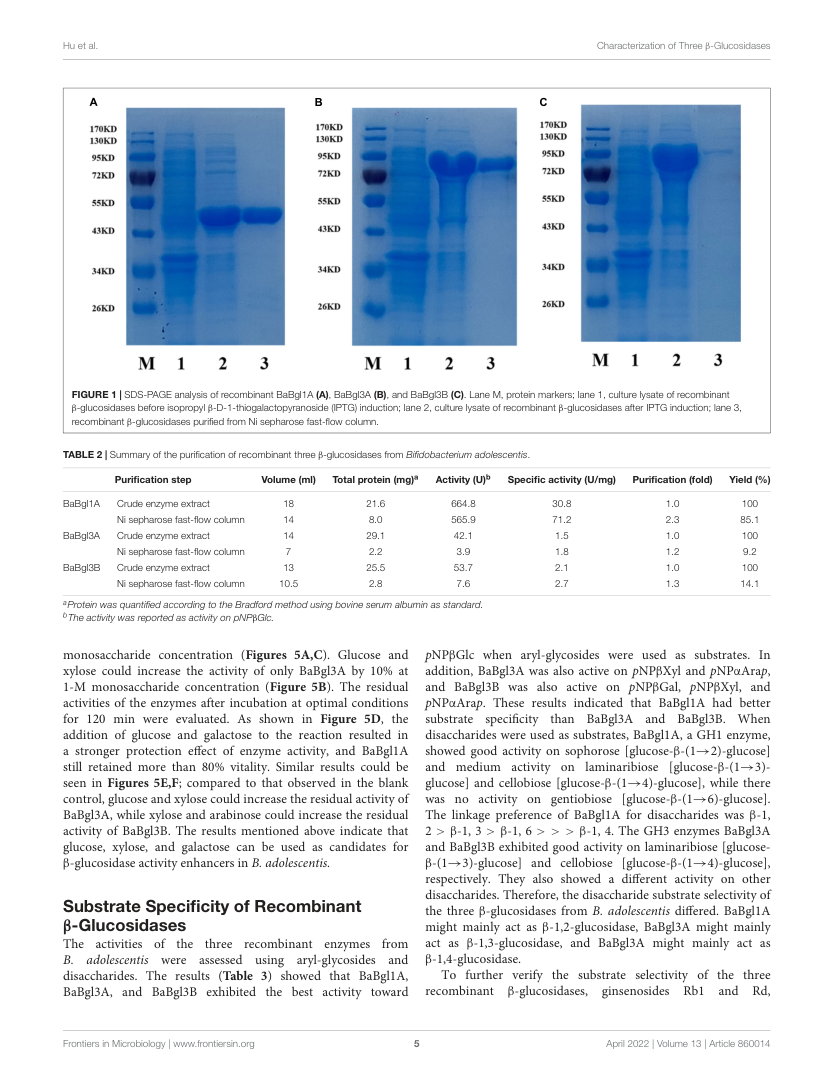 Hu et al.
Characterization of Three β-Glucosidases
A
B
C
170KD
130KD
95KD
72KD
55KD
43KD
34KD
26KD
M 1 2 3
170KD
130KD
95KD
72KD
55KD
43KD
34KD
26KD
M 1 2 3
170KD
130KD
95KD
72KD
55KD
43KD
34KD
26KD
M 1 2 3
FIGURE 1 | SDS-PAGE analysis of recombinant BaBgl1A (A), BaBgl3A (B), and BaBgl3B (C). Lane M, protein markers; lane 1, culture lysate of recombinant
β-glucosidases before isopropyl β-D-1-thiogalactopyranoside (IPTG) induction; lane 2, culture lysate of recombinant β-glucosidases after IPTG induction; lane 3,
recombinant β-glucosidases purified from Ni sepharose fast-flow column.
TABLE 2 | Summary of the purification of recombinant three β-glucosidases from Bifidobacterium adolescentis.
Purification step Volume (ml) Total protein (mg)a Activity (U)b Specific activity (U/mg) Purification (fold) Yield (%)
BaBgl1A Crude enzyme extract 18 21.6 664.8 30.8 1.0 100
Ni sepharose fast-flow column 14 8.0 565.9 71.2 2.3 85.1
BaBgl3A Crude enzyme extract 14 29.1 42.1 1.5 1.0 100
Ni sepharose fast-flow column 7 2.2 3.9 1.8 1.2 9.2
BaBgl3B Crude enzyme extract 13 25.5 53.7 2.1 1.0 100
Ni sepharose fast-flow column 10.5 2.8 7.6 2.7 1.3 14.1
aProtein was quantified according to the Bradford method using bovine serum albumin as standard.
bThe activity was reported as activity on pNPβGlc.
monosaccharide concentration (Figures 5A,C). Glucose and
xylose could increase the activity of only BaBgl3A by 10% at
1-M monosaccharide concentration (Figure 5B). The residual
activities of the enzymes after incubation at optimal conditions
for 120 min were evaluated. As shown in Figure 5D, the
addition of glucose and galactose to the reaction resulted in
a stronger protection effect of enzyme activity, and BaBgl1A
still retained more than 80% vitality. Similar results could be
seen in Figures 5E,F; compared to that observed in the blank
control, glucose and xylose could increase the residual activity of
BaBgl3A, while xylose and arabinose could increase the residual
activity of BaBgl3B. The results mentioned above indicate that
glucose, xylose, and galactose can be used as candidates for
β-glucosidase activity enhancers in B. adolescentis.
Substrate Specificity of Recombinant
β-Glucosidases
The activities of the three recombinant enzymes from
B. adolescentis were assessed using aryl-glycosides and
disaccharides. The results (Table 3) showed that BaBgl1A,
BaBgl3A, and BaBgl3B exhibited the best activity toward
pNPβGlc when aryl-glycosides were used as substrates. In
addition, BaBgl3A was also active on pNPβXyl and pNPαArap,
and BaBgl3B was also active on pNPβGal, pNPβXyl, and
pNPαArap. These results indicated that BaBgl1A had better
substrate specificity than BaBgl3A and BaBgl3B. When
disaccharides were used as substrates, BaBgl1A, a GH1 enzyme,
showed good activity on sophorose [glucose-β-(1→2)-glucose]
and medium activity on laminaribiose [glucose-β-(1→3)-
glucose] and cellobiose [glucose-β-(1→4)-glucose], while there
was no activity on gentiobiose [glucose-β-(1→6)-glucose].
The linkage preference of BaBgl1A for disaccharides was β-1,
2 > β-1, 3 > β-1, 6 > > > β-1, 4. The GH3 enzymes BaBgl3A
and BaBgl3B exhibited good activity on laminaribiose [glucose-
β-(1→3)-glucose] and cellobiose [glucose-β-(1→4)-glucose],
respectively. They also showed a different activity on other
disaccharides. Therefore, the disaccharide substrate selectivity of
the three β-glucosidases from B. adolescentis differed. BaBgl1A
might mainly act as β-1,2-glucosidase, BaBgl3A might mainly
act as β-1,3-glucosidase, and BaBgl3A might mainly act as
β-1,4-glucosidase.
To further verify the substrate selectivity of the three
recombinant β-glucosidases, ginsenosides Rb1 and Rd,
Frontiers in Microbiology | www.frontiersin.org
5
April 2022 | Volume 13 | Article 860014